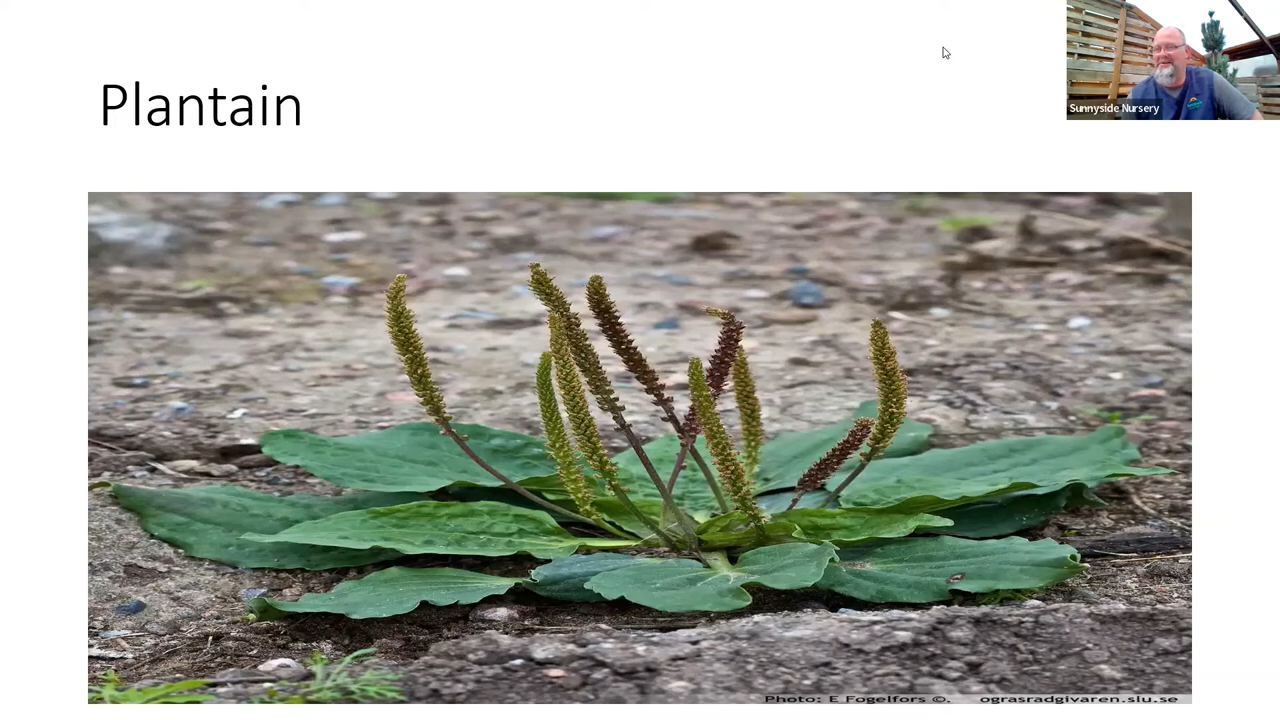 Plantain
Sunnyside Nursery
Photo: E Fogelfors ©. ograsradgivaren.slu.se